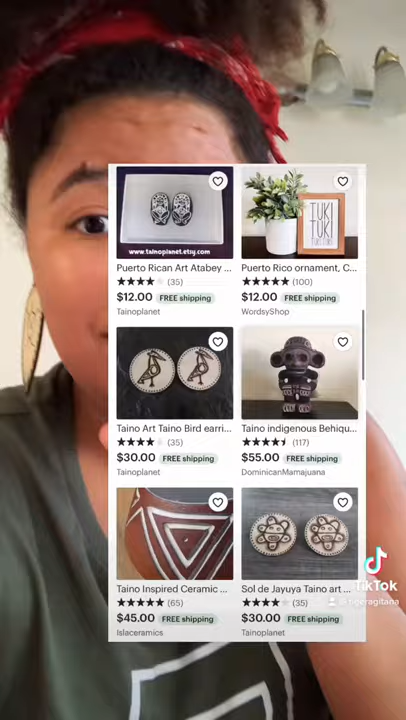 www.tainoplanet.etsy.com
TUKI
TUKI
Puerto Rican Art Atabey ...
Puerto Rico ornament, C...
(35)
(100)
$12.00 FREE shipping
$12.00 FREE shipping
Tainoplanet
WordsyShop
Taino Art Taino Bird earri...
Taino indigenous Behiqu...
(35)
(117)
$30.00 FREE shipping
$55.00 FREE shipping
Tainoplanet
DominicanMamajuana
Taino Inspired Ceramic ...
Sol de Jayuya Taino art ...
(65)
(35)
$45.00 FREE shipping
$30.00 FREE shipping
Islaceramics
Tainoplanet
TikTok